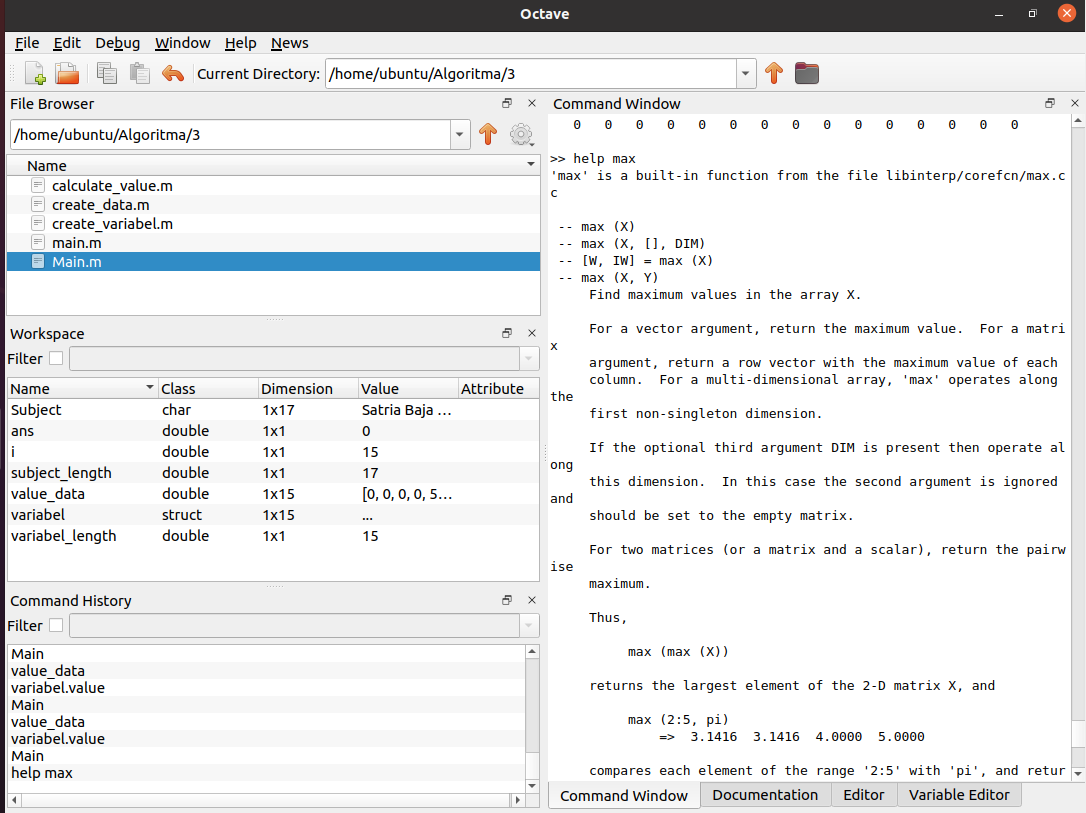 Octave
File Edit Debug Window Help News
Current Directory: /home/ubuntu/Algoritma/3
File Browser
/home/ubuntu/Algoritma/3
Name
calculate_value.m
create_data.m
create_variabel.m
main.m
Main.m
Workspace
Filter
Name Class Dimension Value Attribute
Subject char 1x17 Satria Baja ...
ans double 1x1 0
i double 1x1 15
subject_length double 1x1 17
value_data double 1x15 [0, 0, 0, 0, 5...
variabel struct 1x15 ...
variabel_length double 1x1 15
Command History
Filter
Main
value_data
variabel.value
Main
value_data
variabel.value
Main
help max
Command Window
0 0 0 0 0 0 0 0 0 0 0 0 0 0 0
>> help max
'max' is a built-in function from the file libinterp/corefcn/max.c
c
-- max (X)
-- max (X, [], DIM)
-- [W, IW] = max (X)
-- max (X, Y)
Find maximum values in the array X.
For a vector argument, return the maximum value. For a matri
x
argument, return a row vector with the maximum value of each
column. For a multi-dimensional array, 'max' operates along
the
first non-singleton dimension.
If the optional third argument DIM is present then operate al
ong
this dimension. In this case the second argument is ignored
and
should be set to the empty matrix.
For two matrices (or a matrix and a scalar), return the pairw
ise
maximum.
Thus,
max (max (X))
returns the largest element of the 2-D matrix X, and
max (2:5, pi)
=> 3.1416 3.1416 4.0000 5.0000
compares each element of the range '2:5' with 'pi', and retur
Command Window Documentation Editor Variable Editor